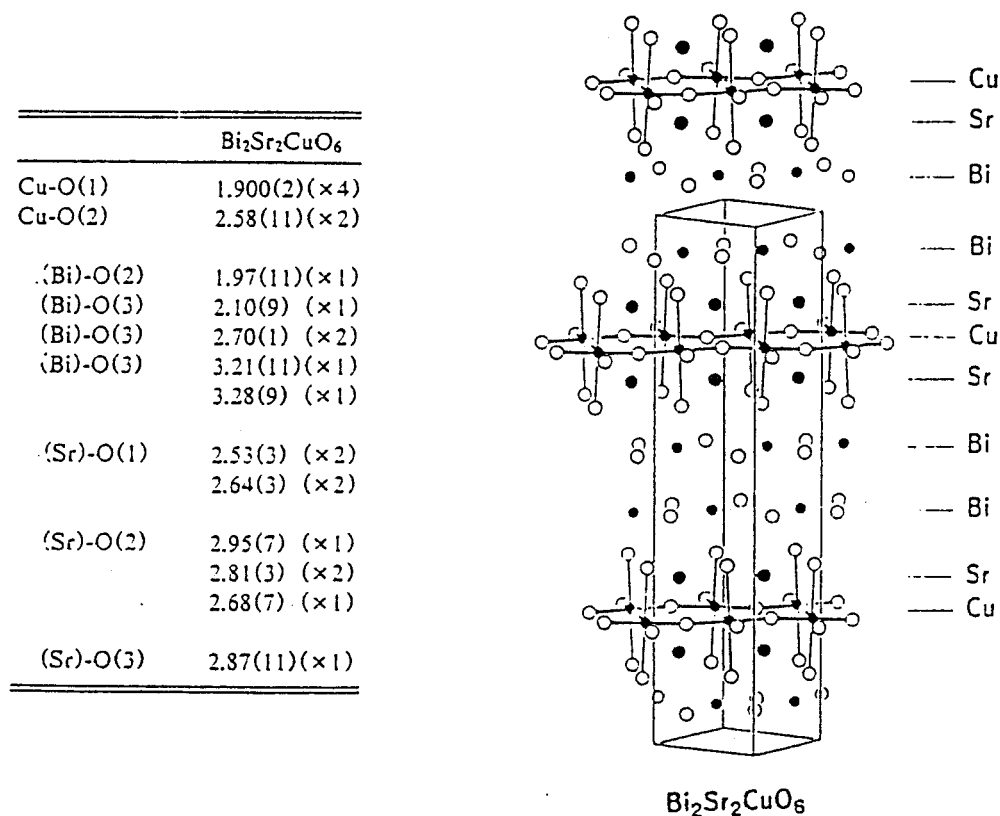 Bi₂Sr₂CuO₆
Cu-O(1) 1.900(2)(×4)
Cu-O(2) 2.58(11)(×2)
(Bi)-O(2) 1.97(11)(×1)
(Bi)-O(3) 2.10(9) (×1)
(Bi)-O(3) 2.70(1) (×2)
(Bi)-O(3) 3.21(11)(×1)
3.28(9) (×1)
(Sr)-O(1) 2.53(3) (×2)
2.64(3) (×2)
(Sr)-O(2) 2.95(7) (×1)
2.81(3) (×2)
2.68(7) (×1)
(Sr)-O(3) 2.87(11)(×1)
Cu
Sr
Bi
Bi
Sr
Cu
Sr
Bi
Bi
Sr
Cu
Bi₂Sr₂CuO₆